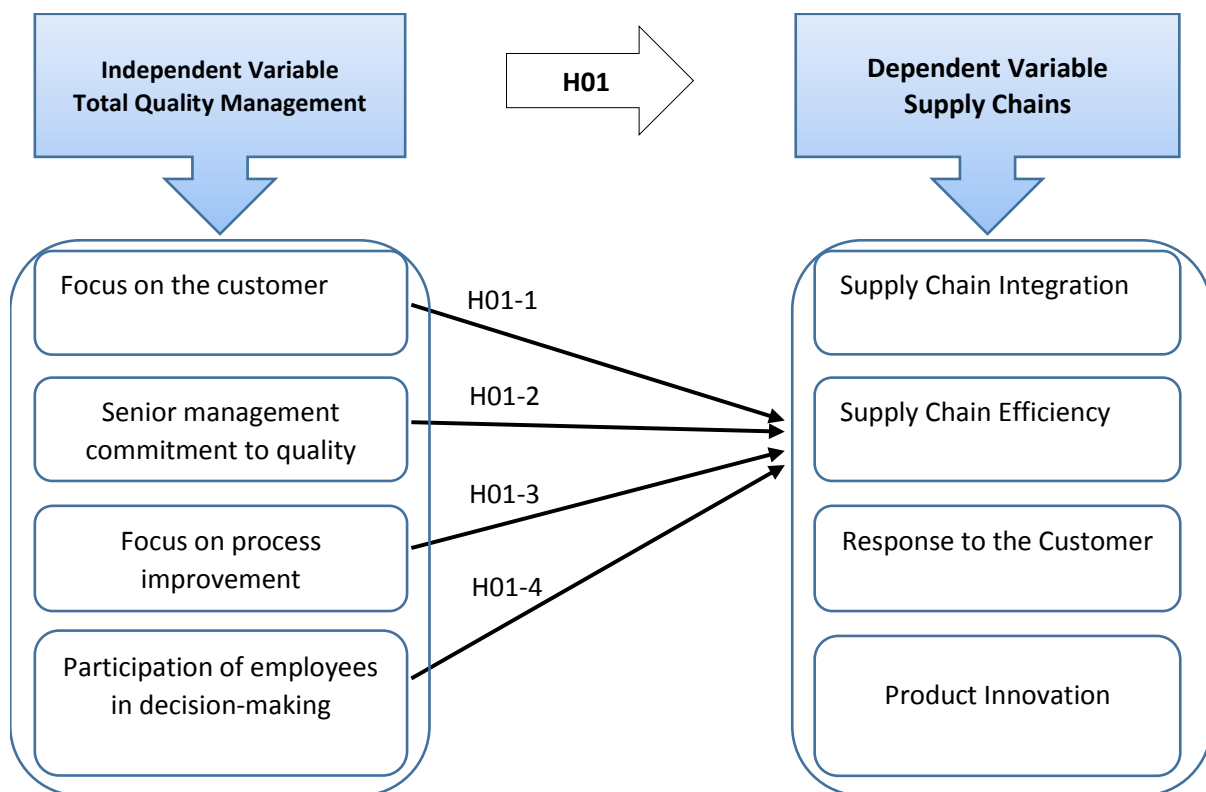 Independent Variable
Total Quality Management
H01
Dependent Variable
Supply Chains
Focus on the customer
H01-1
Supply Chain Integration
Senior management
commitment to quality
H01-2
Supply Chain Efficiency
Focus on process
improvement
H01-3
Response to the Customer
Participation of employees
in decision-making
H01-4
Product Innovation